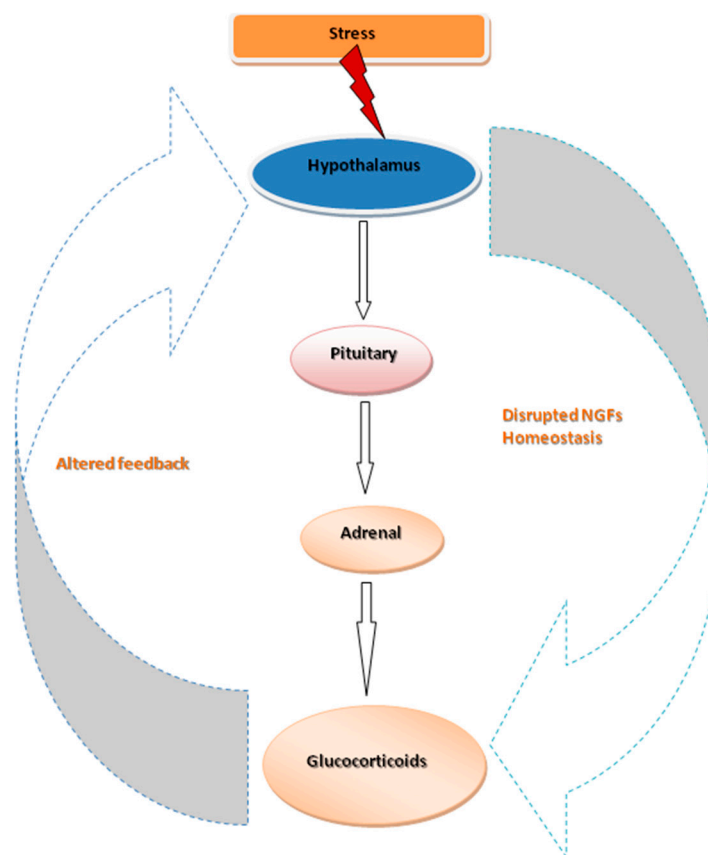 Stress
Hypothalamus
Pituitary
Disrupted NGFs
Homeostasis
Altered feedback
Adrenal
Glucocorticoids